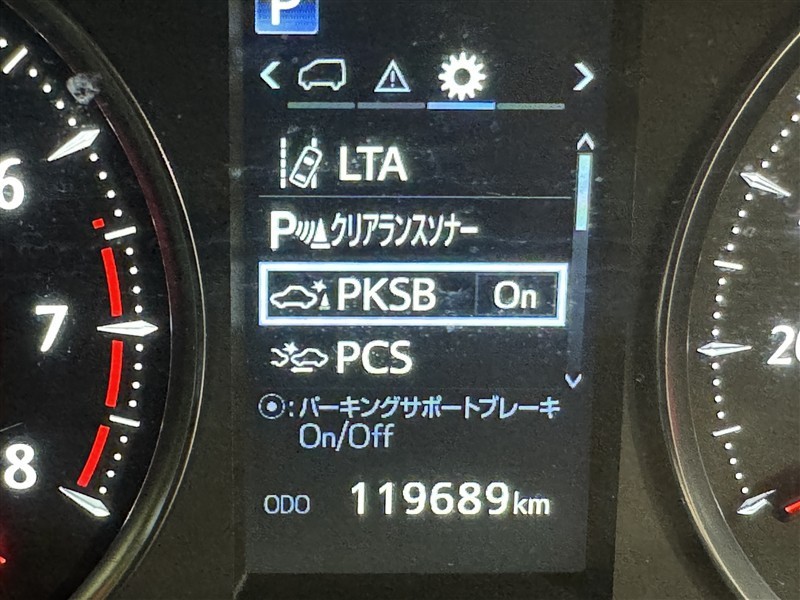 P
LTA
P クリアランスソナー
PKSB On
PCS
⦿:パーキングサポートブレーキ
On/Off
ODO 119689km
6
7
8
20